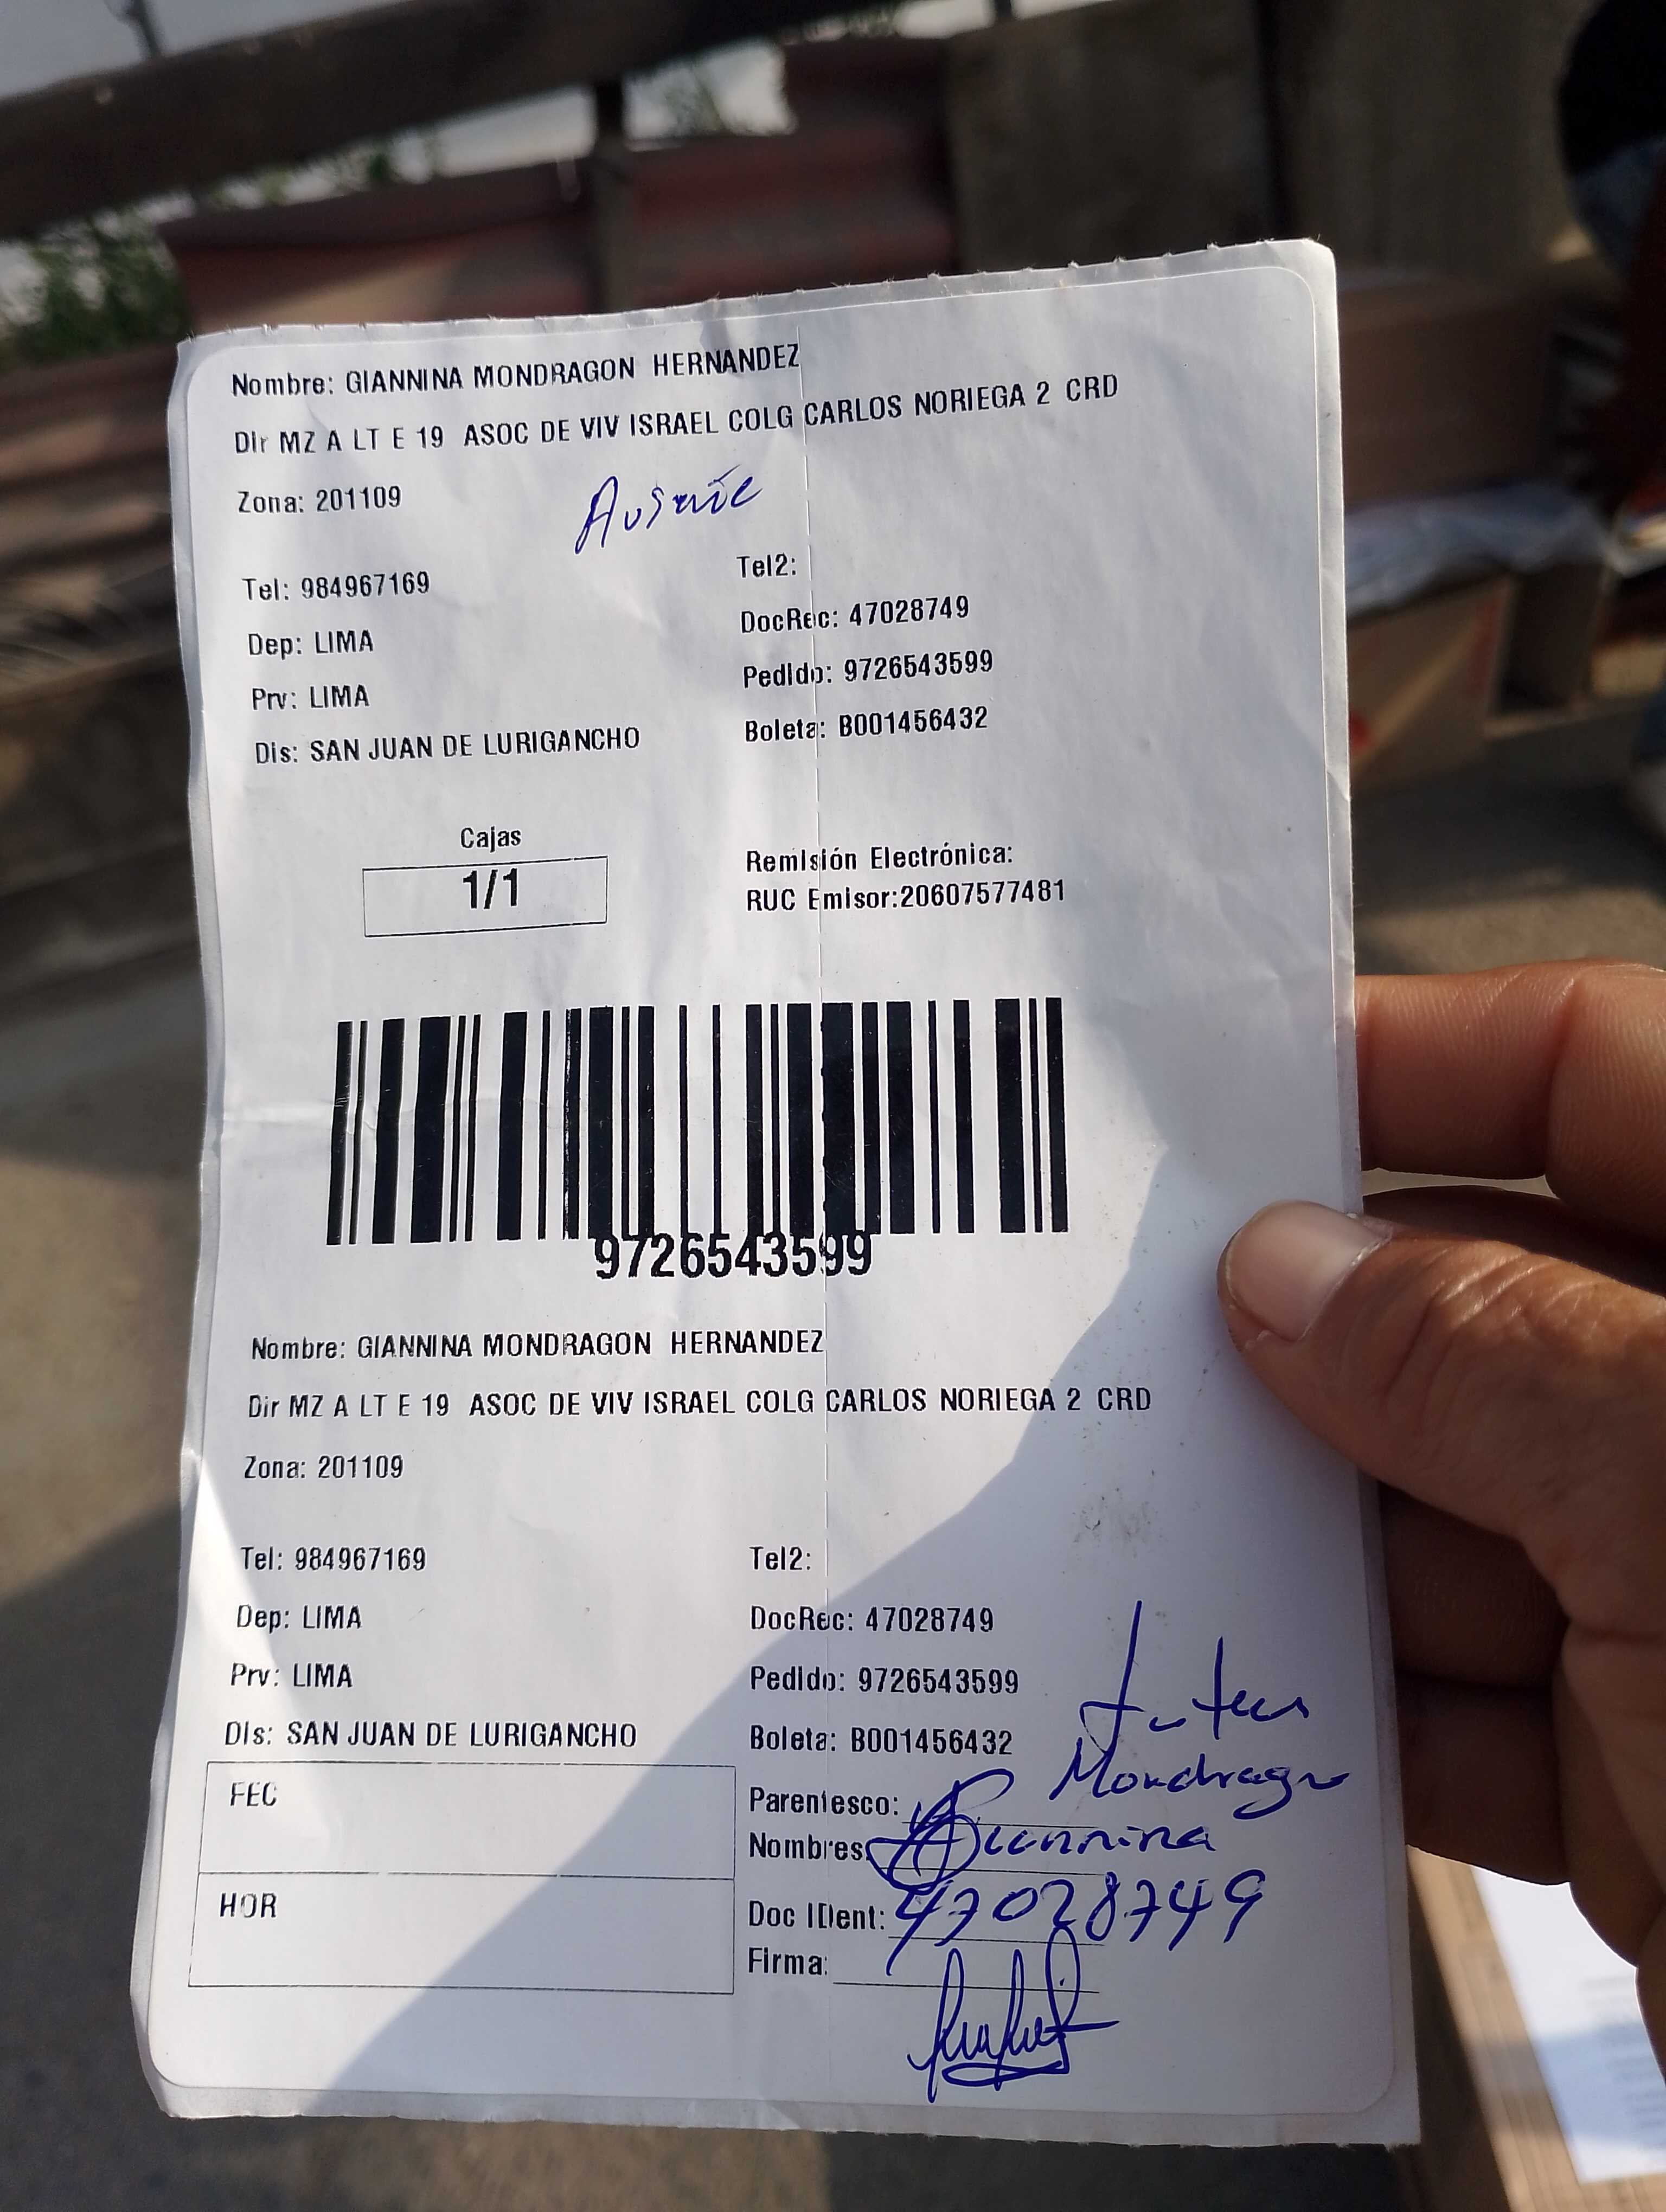 Nombre: GIANNINA MONDRAGON HERNANDEZ
Dir MZ A LT E 19 ASOC DE VIV ISRAEL COLG CARLOS NORIEGA 2 CRD
Zona: 201109
Tel: 984967169 Tel2:
Dep: LIMA DocRec: 47028749
Prv: LIMA Pedido: 9726543599
Dis: SAN JUAN DE LURIGANCHO Boleta: B001456432
Cajas
1/1
Remisión Electrónica:
RUC Emisor:20607577481
9726543599
Nombre: GIANNINA MONDRAGON HERNANDEZ
Dir MZ A LT E 19 ASOC DE VIV ISRAEL COLG CARLOS NORIEGA 2 CRD
Zona: 201109
Tel: 984967169 Tel2:
Dep: LIMA DocRec: 47028749
Prv: LIMA Pedido: 9726543599
Dis: SAN JUAN DE LURIGANCHO Boleta: B001456432
FEC
HOR
Mondragon
Parentesco:
Nombres: Giannina
Doc IDent: 47028749
Firma: